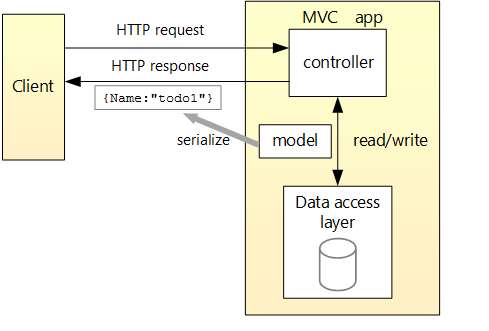 MVC app
HTTP request
controller
HTTP response
Client
{Name:"todo1"}
serialize
model
read/write
Data access
layer